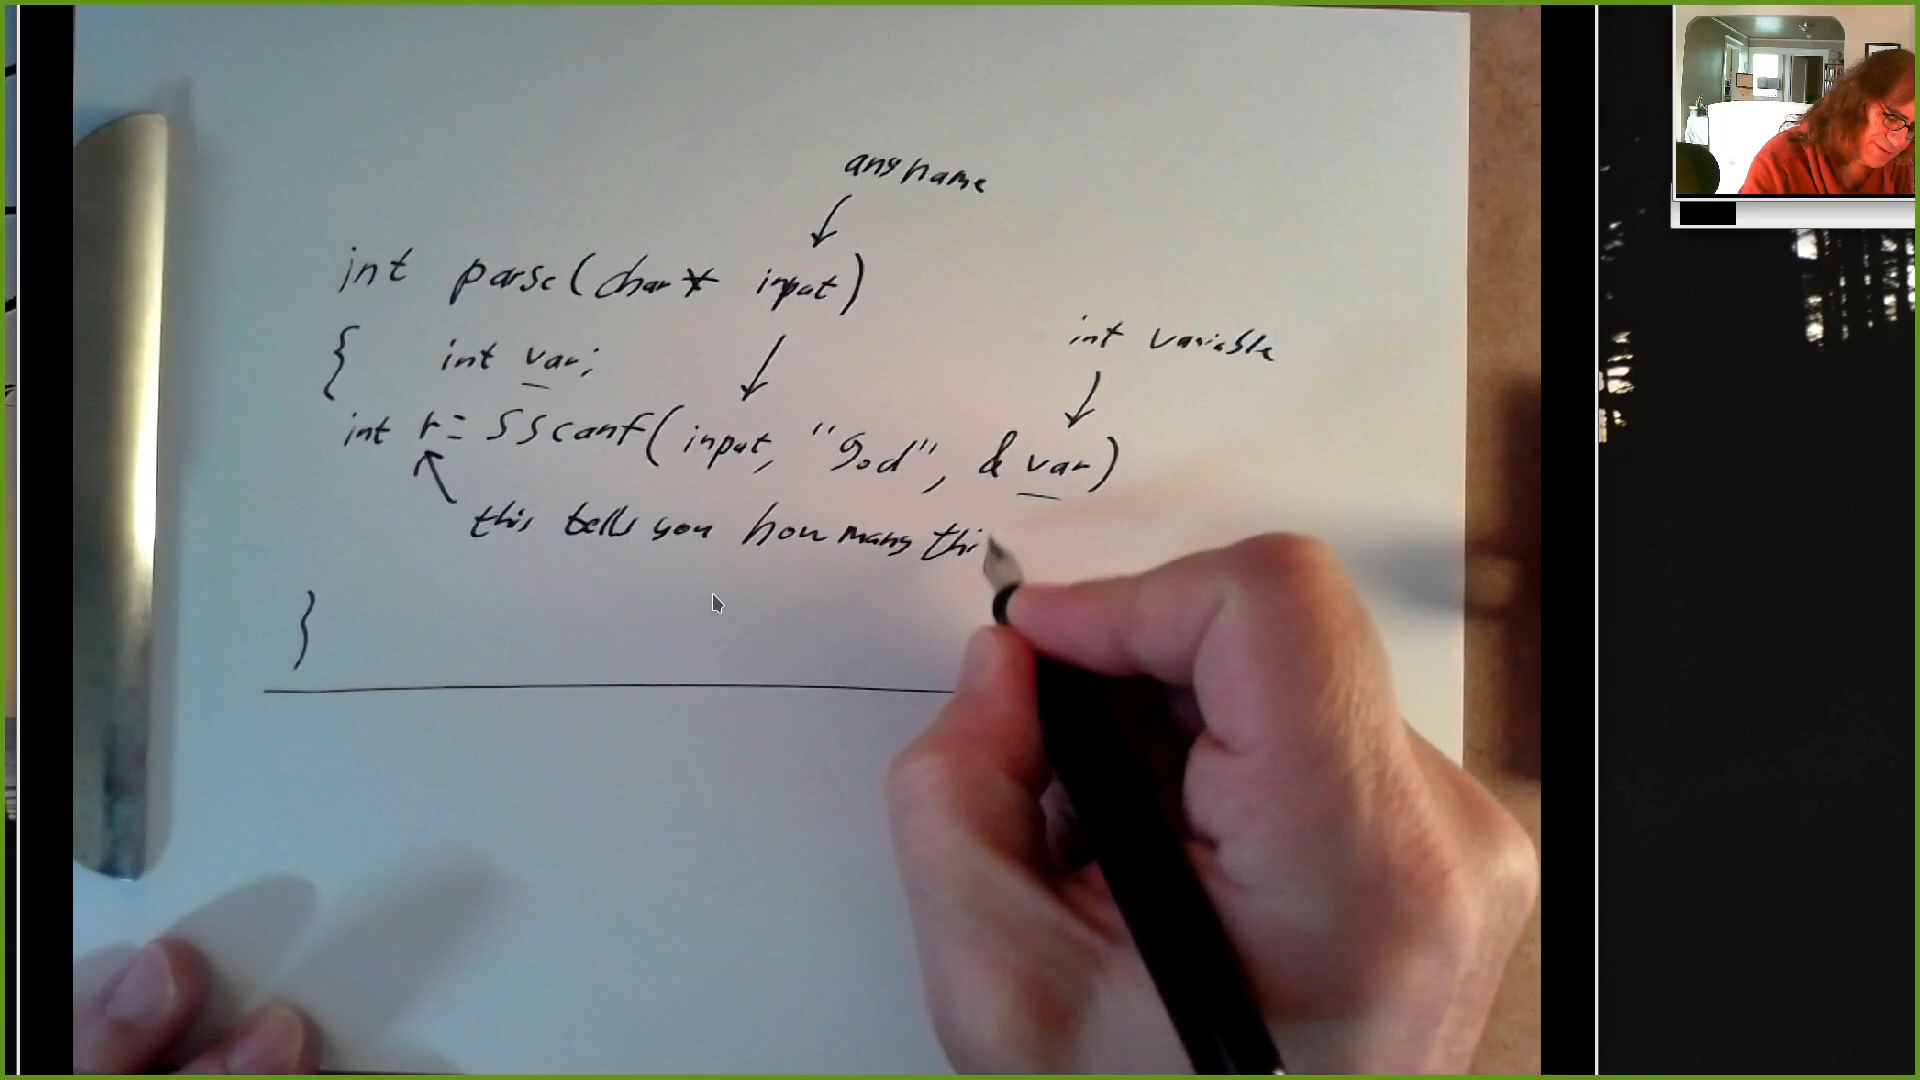 any name
int parse(char* input)
{ int var;
int variable
int r= sscanf(input, "%d", & var)
this tells you how many thi
}